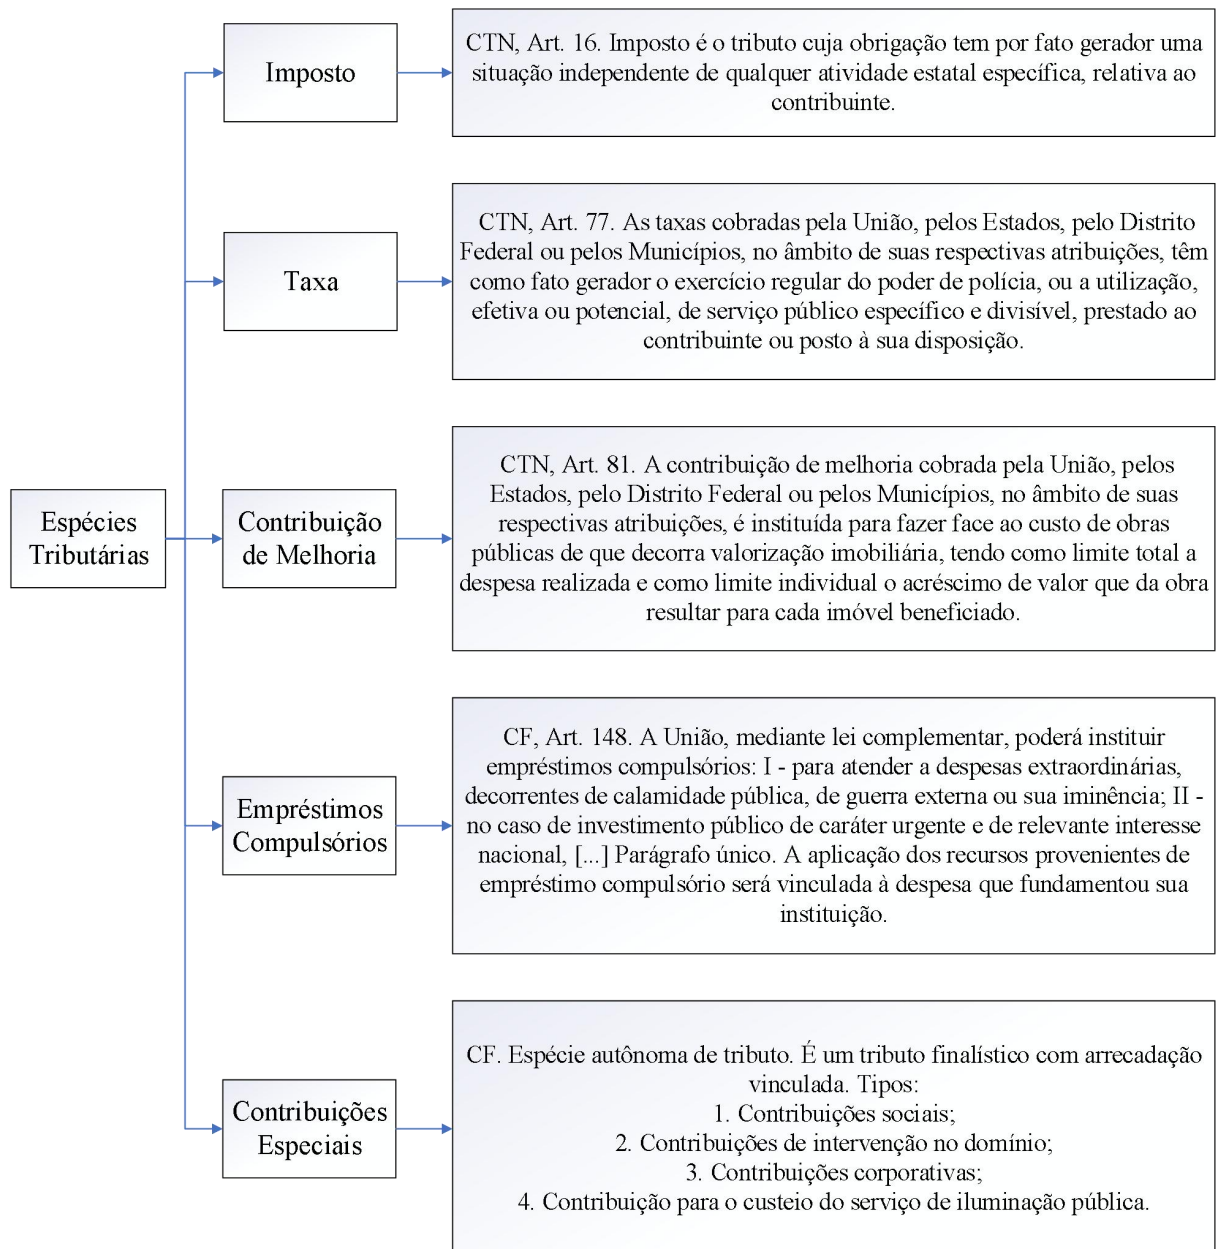 Espécies
Tributárias
Imposto
CTN, Art. 16. Imposto é o tributo cuja obrigação tem por fato gerador uma
situação independente de qualquer atividade estatal específica, relativa ao
contribuinte.
Taxa
CTN, Art. 77. As taxas cobradas pela União, pelos Estados, pelo Distrito
Federal ou pelos Municípios, no âmbito de suas respectivas atribuições, têm
como fato gerador o exercício regular do poder de polícia, ou a utilização,
efetiva ou potencial, de serviço público específico e divisível, prestado ao
contribuinte ou posto à sua disposição.
Contribuição
de Melhoria
CTN, Art. 81. A contribuição de melhoria cobrada pela União, pelos
Estados, pelo Distrito Federal ou pelos Municípios, no âmbito de suas
respectivas atribuições, é instituída para fazer face ao custo de obras
públicas de que decorra valorização imobiliária, tendo como limite total a
despesa realizada e como limite individual o acréscimo de valor que da obra
resultar para cada imóvel beneficiado.
Empréstimos
Compulsórios
CF, Art. 148. A União, mediante lei complementar, poderá instituir
empréstimos compulsórios: I - para atender a despesas extraordinárias,
decorrentes de calamidade pública, de guerra externa ou sua iminência; II -
no caso de investimento público de caráter urgente e de relevante interesse
nacional, [...] Parágrafo único. A aplicação dos recursos provenientes de
empréstimo compulsório será vinculada à despesa que fundamentou sua
instituição.
Contribuições
Especiais
CF. Espécie autônoma de tributo. É um tributo finalístico com arrecadação
vinculada. Tipos:
1. Contribuições sociais;
2. Contribuições de intervenção no domínio;
3. Contribuições corporativas;
4. Contribuição para o custeio do serviço de iluminação pública.